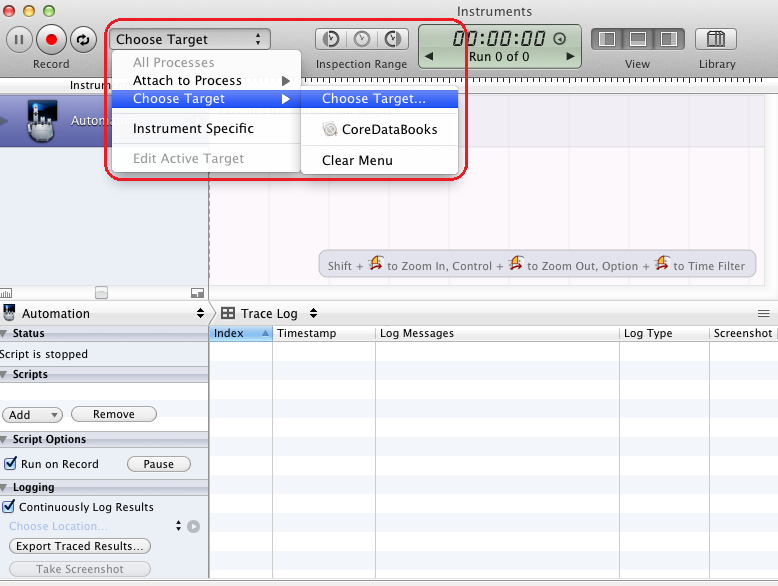 Instruments
Choose Target
00:00:00
Run 0 of 0
Record
Inspection Range
View
Library
All Processes
Attach to Process
Choose Target
Choose Target...
Instrument Specific
CoreDataBooks
Edit Active Target
Clear Menu
Instrum
Automa
Shift + to Zoom In, Control + to Zoom Out, Option + to Time Filter
Automation
Trace Log
Status
Index
Timestamp
Log Messages
Log Type
Screenshot
Script is stopped
Scripts
Add
Remove
Script Options
Run on Record
Pause
Logging
Continuously Log Results
Choose Location...
Export Traced Results...
Take Screenshot